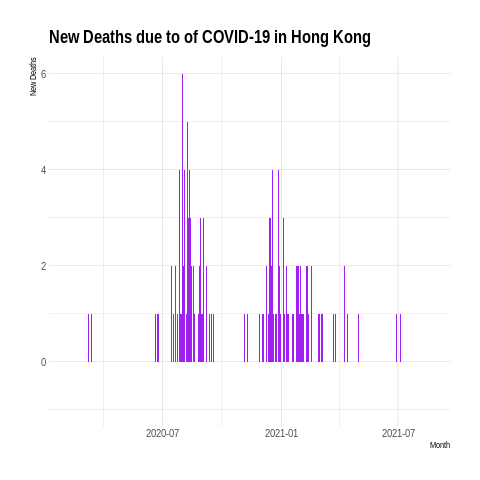 New Deaths due to of COVID-19 in Hong Kong
New Deaths
6
4
2
0
2020-07
2021-01
2021-07
Month